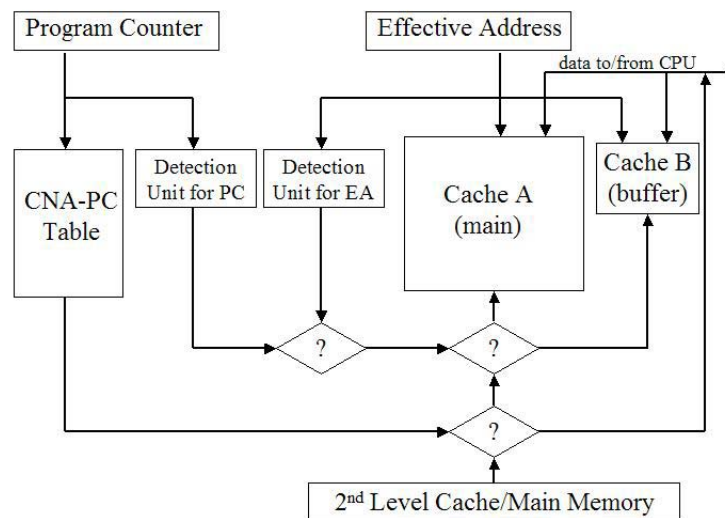 Program Counter
Effective Address
data to/from CPU
CNA-PC
Table
Detection
Unit for PC
Detection
Unit for EA
Cache A
(main)
Cache B
(buffer)
?
?
?
2nd Level Cache/Main Memory